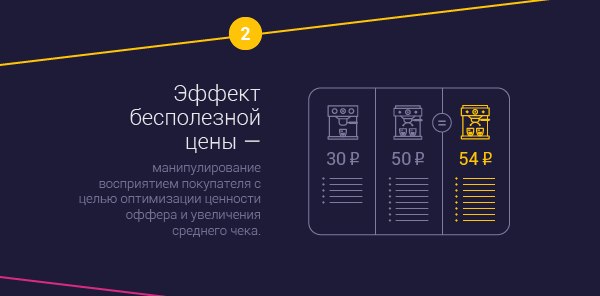 2
Эффект
бесполезной
цены —
манипулирование
восприятием покупателя с
целью оптимизации ценности
оффера и увеличения
среднего чека.
30 ₽ 50 ₽ = 54 ₽